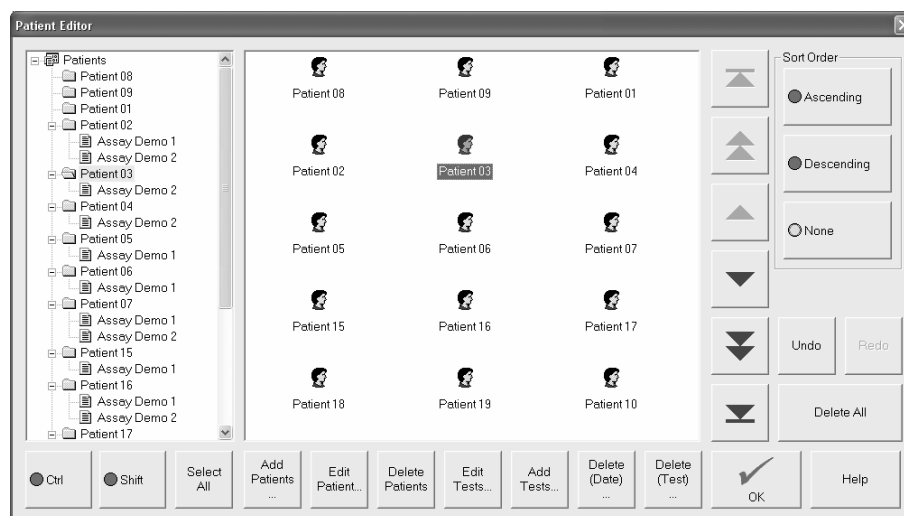 Patient Editor
Patients
Patient 08
Patient 09
Patient 01
Patient 02
Assay Demo 1
Assay Demo 2
Patient 03
Assay Demo 2
Patient 04
Assay Demo 2
Patient 05
Assay Demo 1
Patient 06
Assay Demo 1
Patient 07
Assay Demo 1
Assay Demo 2
Patient 15
Assay Demo 1
Patient 16
Assay Demo 1
Assay Demo 2
Patient 17
Patient 08 Patient 09 Patient 01
Patient 02 Patient 03 Patient 04
Patient 05 Patient 06 Patient 07
Patient 15 Patient 16 Patient 17
Patient 18 Patient 19 Patient 10
Sort Order
Ascending
Descending
None
Undo Redo
Delete All
Ctrl
Shift
Select
All
Add
Patients
...
Edit
Patient...
Delete
Patients
Edit
Tests...
Add
Tests...
Delete
(Date)
...
Delete
(Test)
...
OK
Help